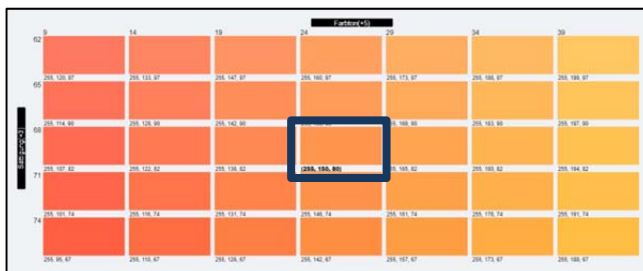 Farbton(+5)
9 14 19 24 29 34 39
62
255, 120, 97 255, 133, 97 255, 147, 97 255, 160, 97 255, 173, 97 255, 186, 97 255, 199, 97
65
255, 114, 90 255, 128, 90 255, 142, 90 255, 169, 90 255, 183, 90 255, 197, 90
Sättigung(+3)
68
255, 107, 82 255, 122, 82 255, 136, 82 (255, 150, 80) 255, 165, 82 255, 180, 82 255, 194, 82
71
255, 101, 74 255, 116, 74 255, 131, 74 255, 146, 74 255, 161, 74 255, 176, 74 255, 191, 74
74
255, 95, 67 255, 110, 67 255, 126, 67 255, 142, 67 255, 157, 67 255, 173, 67 255, 188, 67